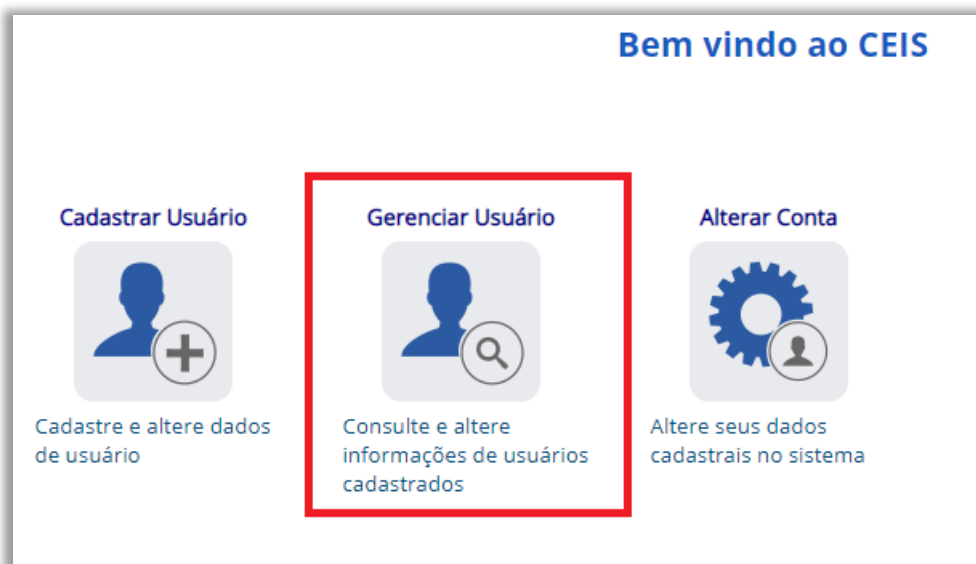 Bem vindo ao CEIS
Cadastrar Usuário
Cadastre e altere dados
de usuário
Gerenciar Usuário
Consulte e altere
informações de usuários
cadastrados
Alterar Conta
Altere seus dados
cadastrais no sistema